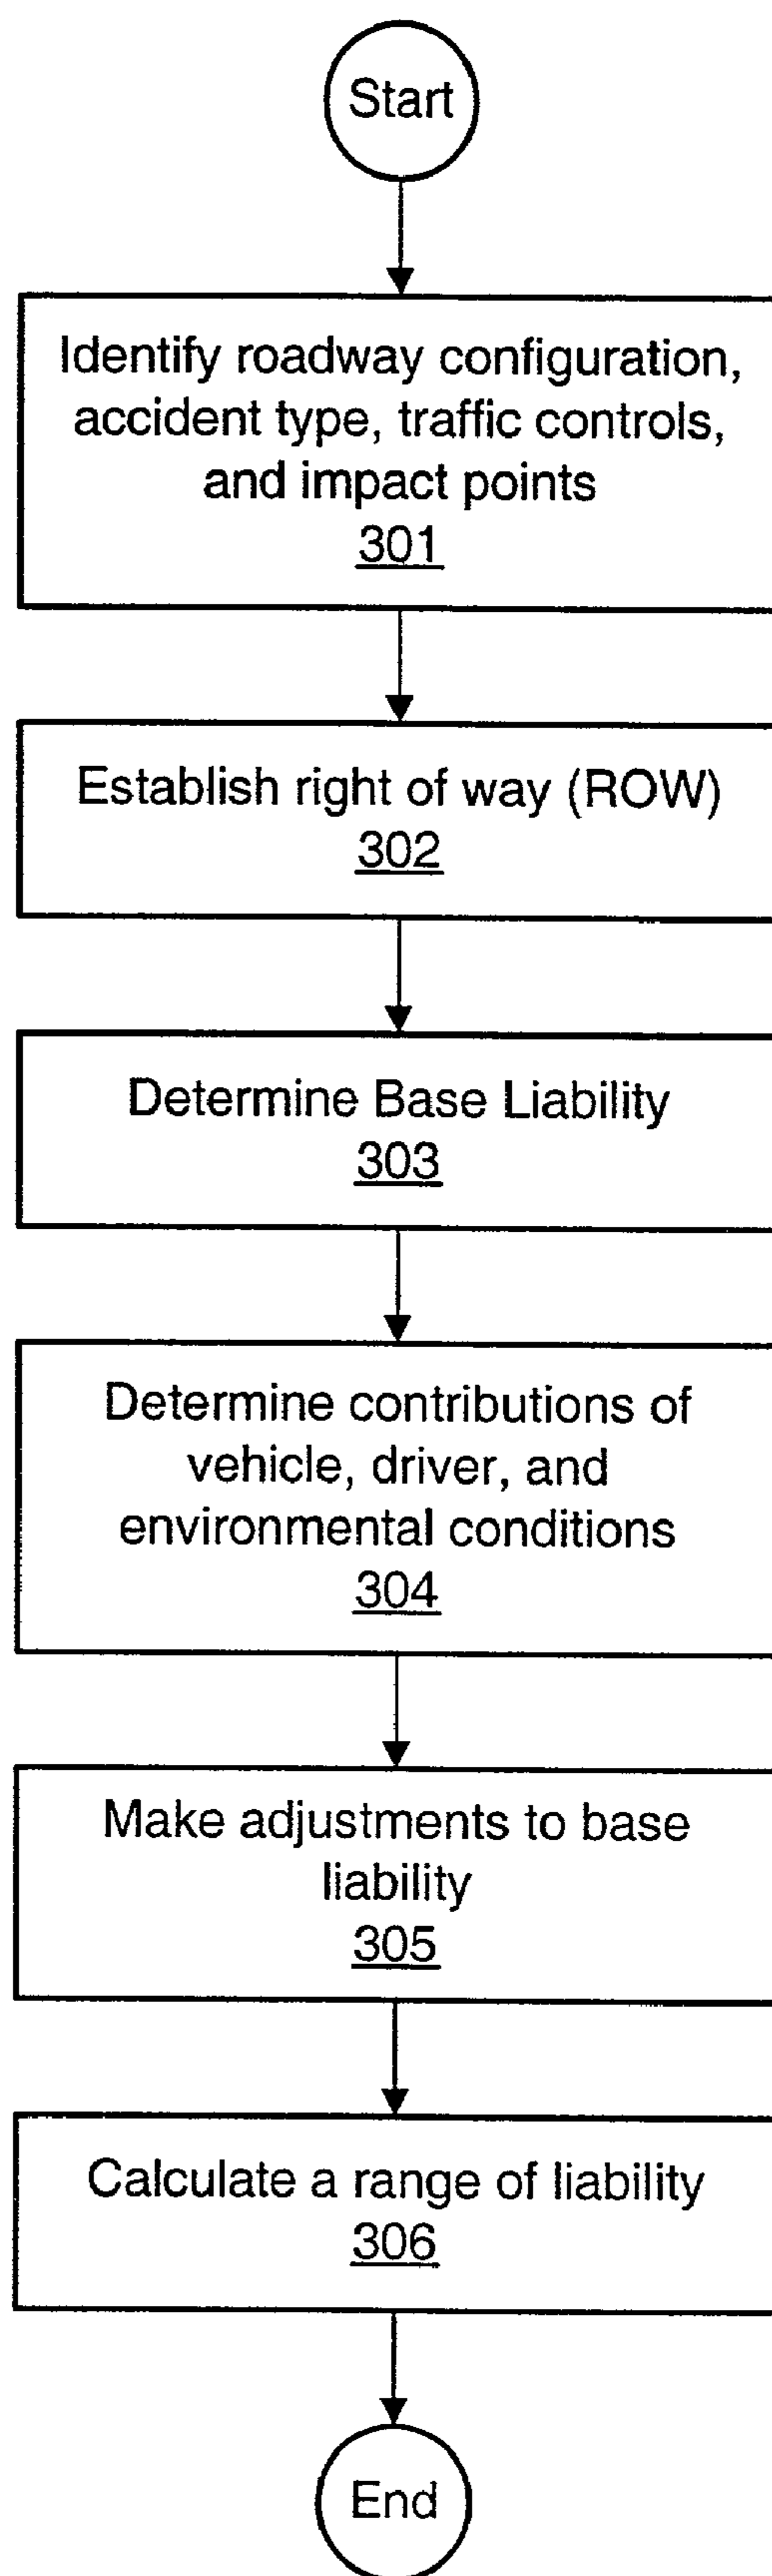 Start
Identify roadway configuration,
accident type, traffic controls,
and impact points
301
Establish right of way (ROW)
302
Determine Base Liability
303
Determine contributions of
vehicle, driver, and
environmental conditions
304
Make adjustments to base
liability
305
Calculate a range of liability
306
End